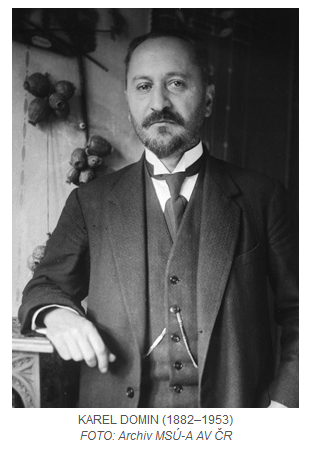 KAREL DOMIN (1882–1953)
FOTO: Archiv MSÚ-A AV ČR